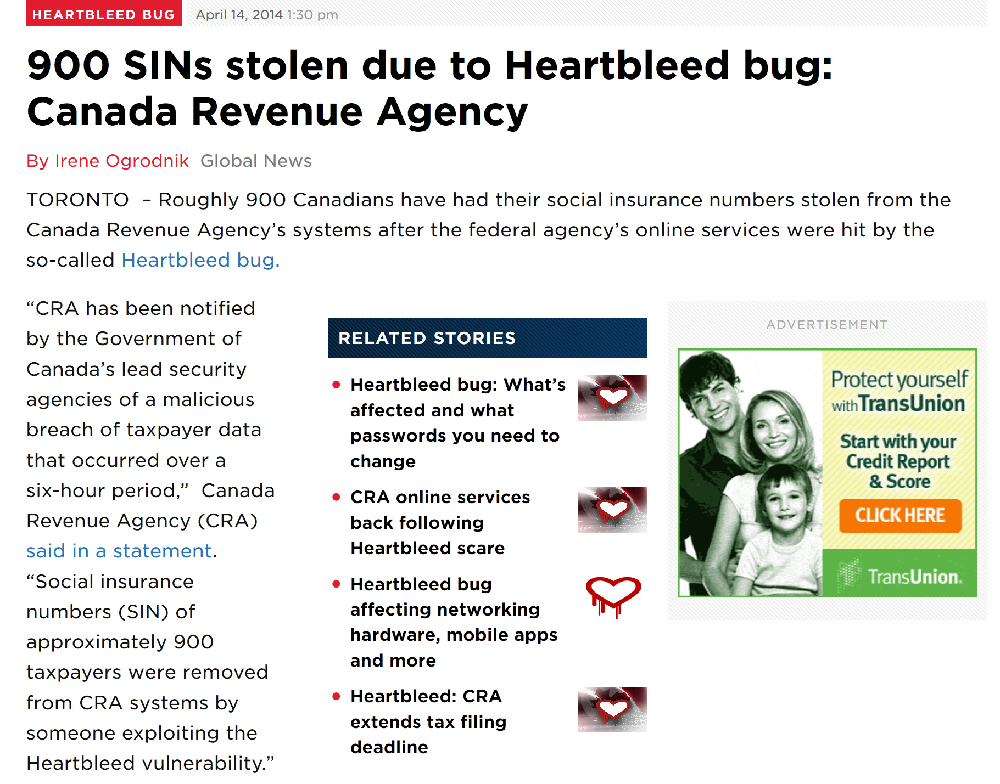 HEARTBLEED BUG April 14, 2014 1:30 pm
900 SINs stolen due to Heartbleed bug:
Canada Revenue Agency
By Irene Ogrodnik Global News
TORONTO – Roughly 900 Canadians have had their social insurance numbers stolen from the
Canada Revenue Agency’s systems after the federal agency’s online services were hit by the
so-called Heartbleed bug.
“CRA has been notified
by the Government of
Canada’s lead security
agencies of a malicious
breach of taxpayer data
that occurred over a
six-hour period,” Canada
Revenue Agency (CRA)
said in a statement.
“Social insurance
numbers (SIN) of
approximately 900
taxpayers were removed
from CRA systems by
someone exploiting the
Heartbleed vulnerability.”
RELATED STORIES
Heartbleed bug: What’s
affected and what
passwords you need to
change
CRA online services
back following
Heartbleed scare
Heartbleed bug
affecting networking
hardware, mobile apps
and more
Heartbleed: CRA
extends tax filing
deadline
ADVERTISEMENT
Protect yourself
with TransUnion
Start with your
Credit Report
& Score
CLICK HERE
TransUnion.